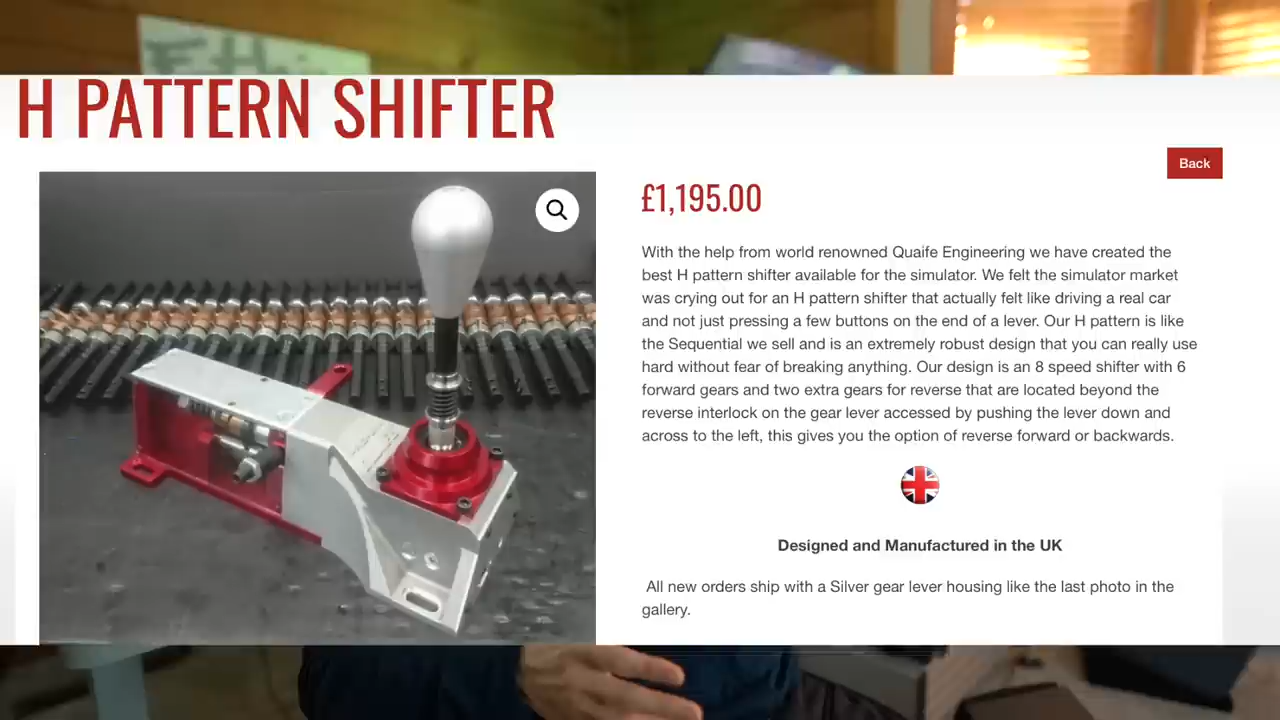 H PATTERN SHIFTER
Back
£1,195.00
With the help from world renowned Quaife Engineering we have created the
best H pattern shifter available for the simulator. We felt the simulator market
was crying out for an H pattern shifter that actually felt like driving a real car
and not just pressing a few buttons on the end of a lever. Our H pattern is like
the Sequential we sell and is an extremely robust design that you can really use
hard without fear of breaking anything. Our design is an 8 speed shifter with 6
forward gears and two extra gears for reverse that are located beyond the
reverse interlock on the gear lever accessed by pushing the lever down and
across to the left, this gives you the option of reverse forward or backwards.
Designed and Manufactured in the UK
All new orders ship with a Silver gear lever housing like the last photo in the
gallery.